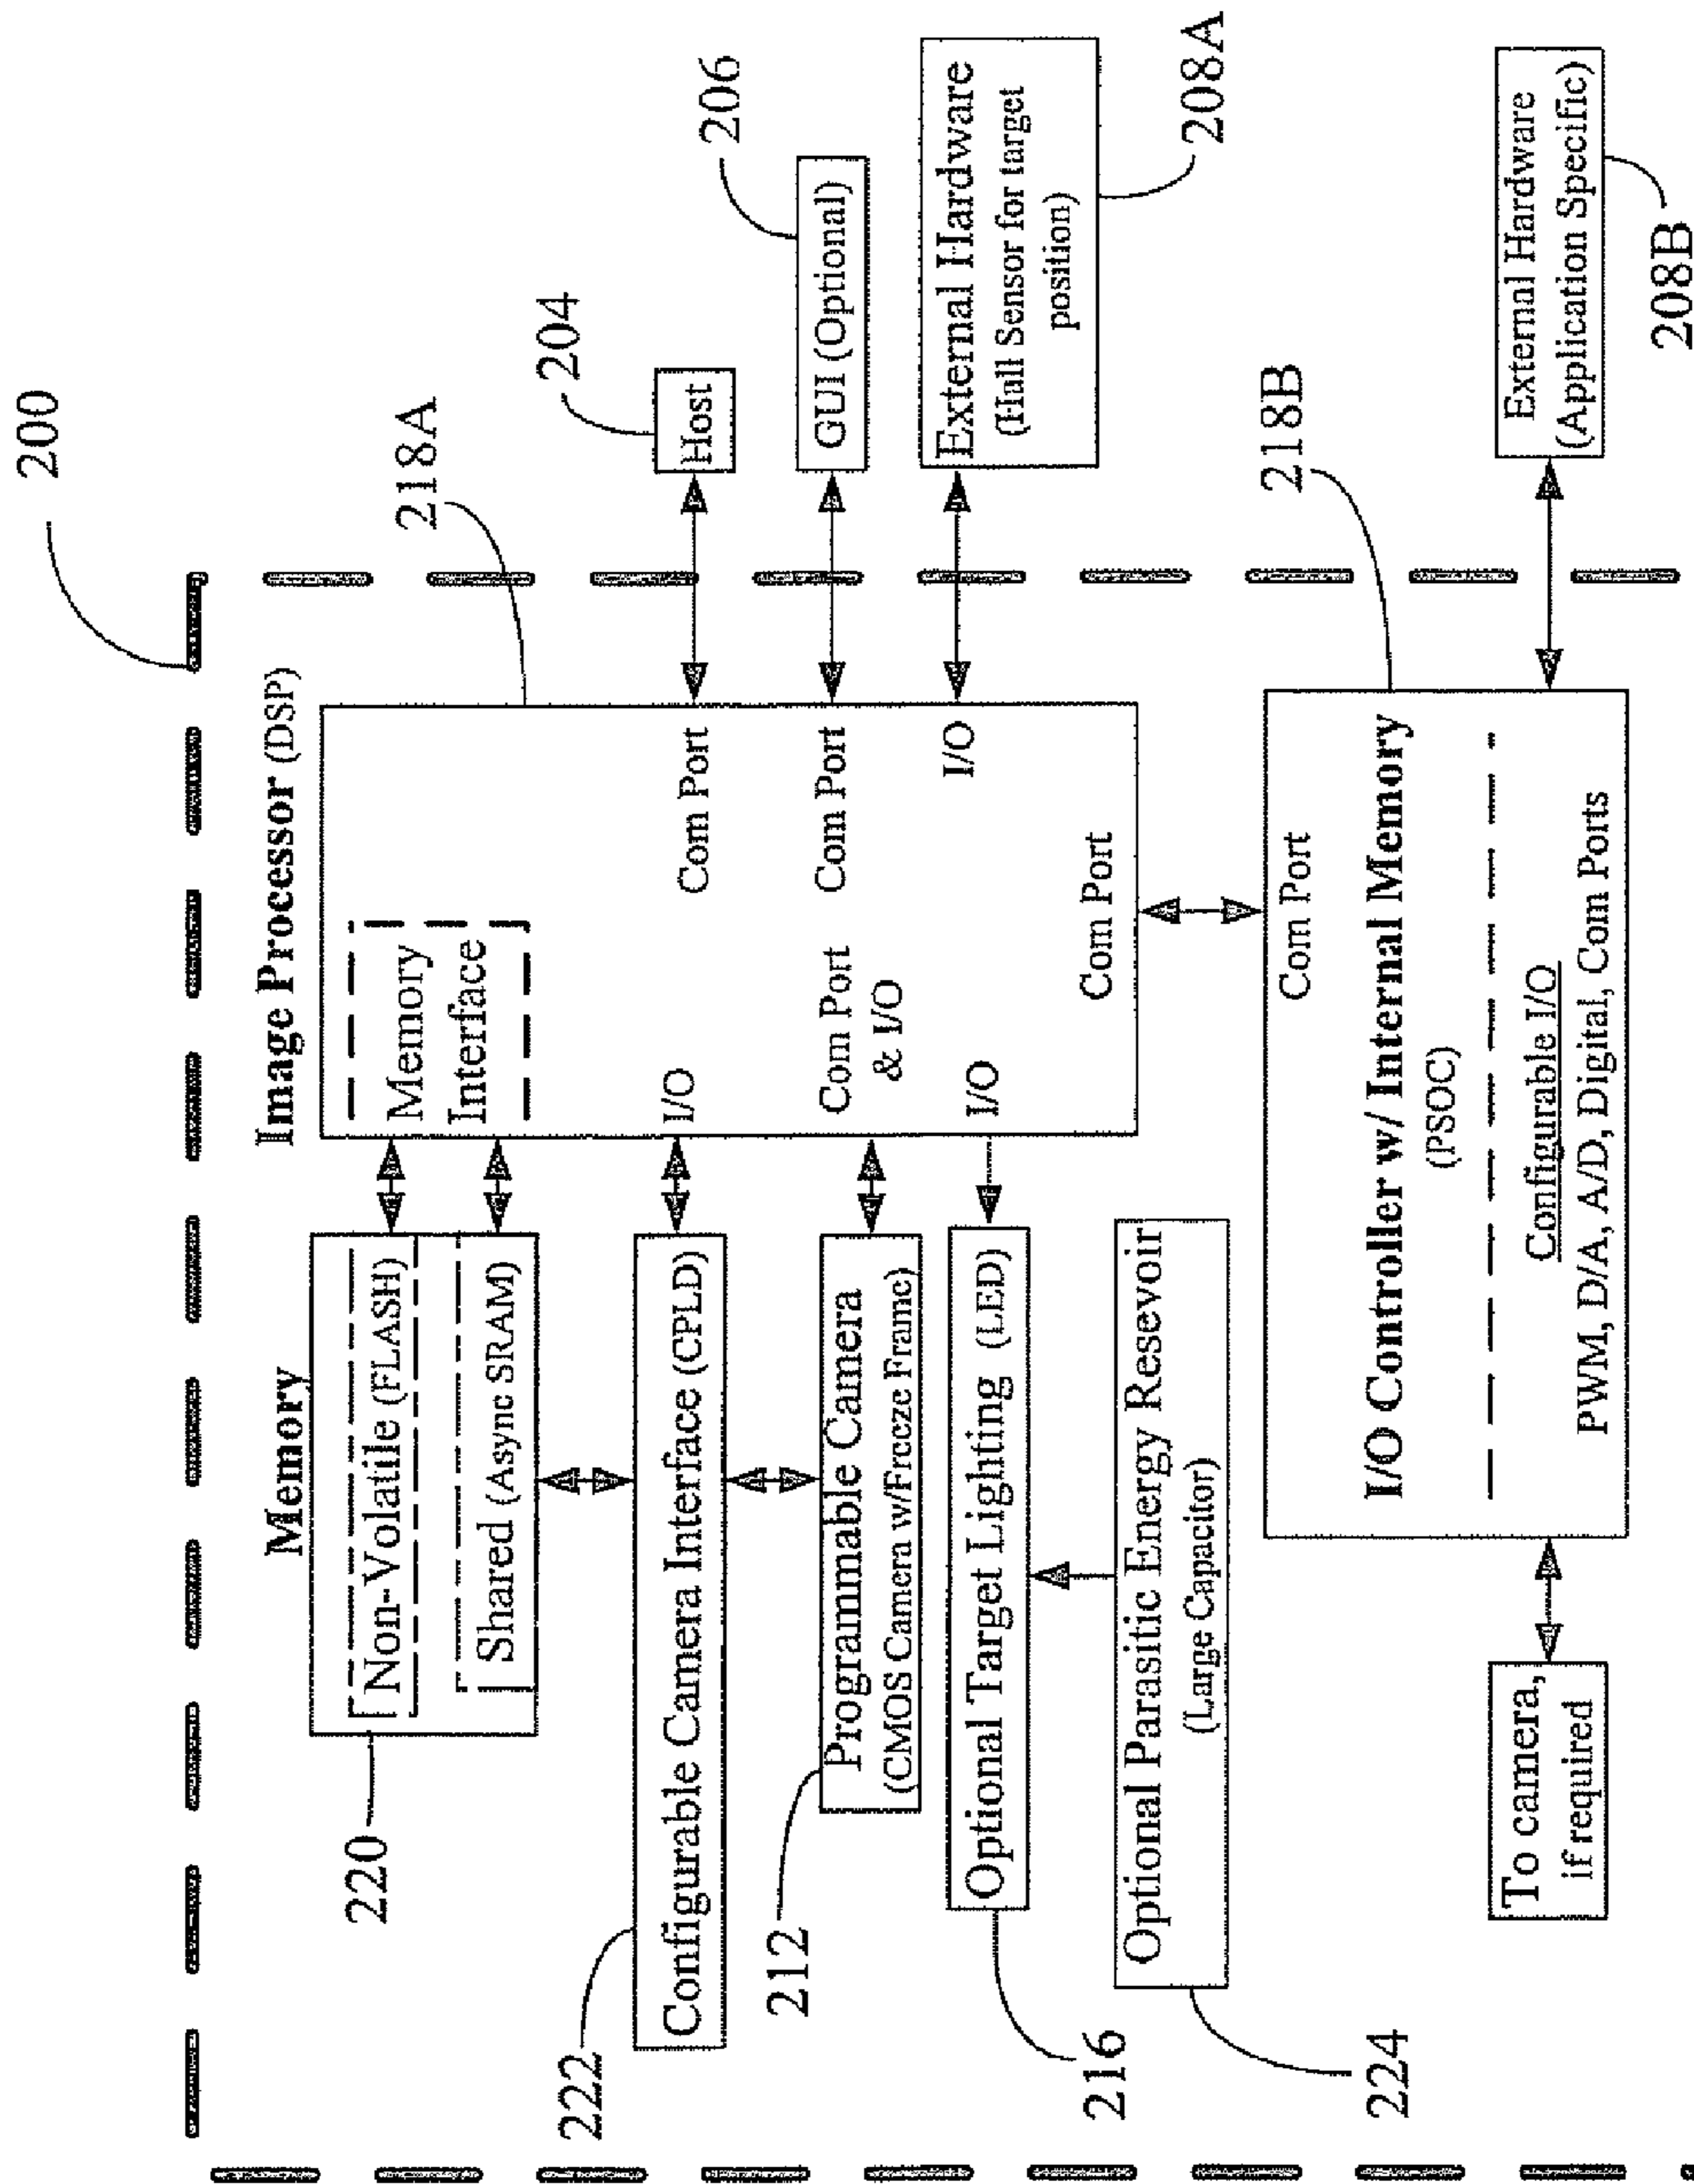 200
Image Processor (DSP)
218A
Memory
Interface
I/O
Com Port
& I/O
I/O
Com Port
Com Port
I/O
Com Port
204
Host
206
GUI (Optional)
External Hardware
(Hall Sensor for target
position)
208A
Memory
Non-Volatile (FLASH)
Shared (Async SRAM)
220
Configurable Camera Interface (CPLD)
222
Programmable Camera
(CMOS Camera w/Freeze Frame)
212
Optional Target Lighting (LED)
216
Optional Parasitic Energy Resevoir
(Large Capacitor)
224
218B
Com Port
I/O Controller w/ Internal Memory
(PSOC)
Configurable I/O
PWM, D/A, A/D, Digital, Com Ports
To camera,
if required
External Hardware
(Application Specific)
208B